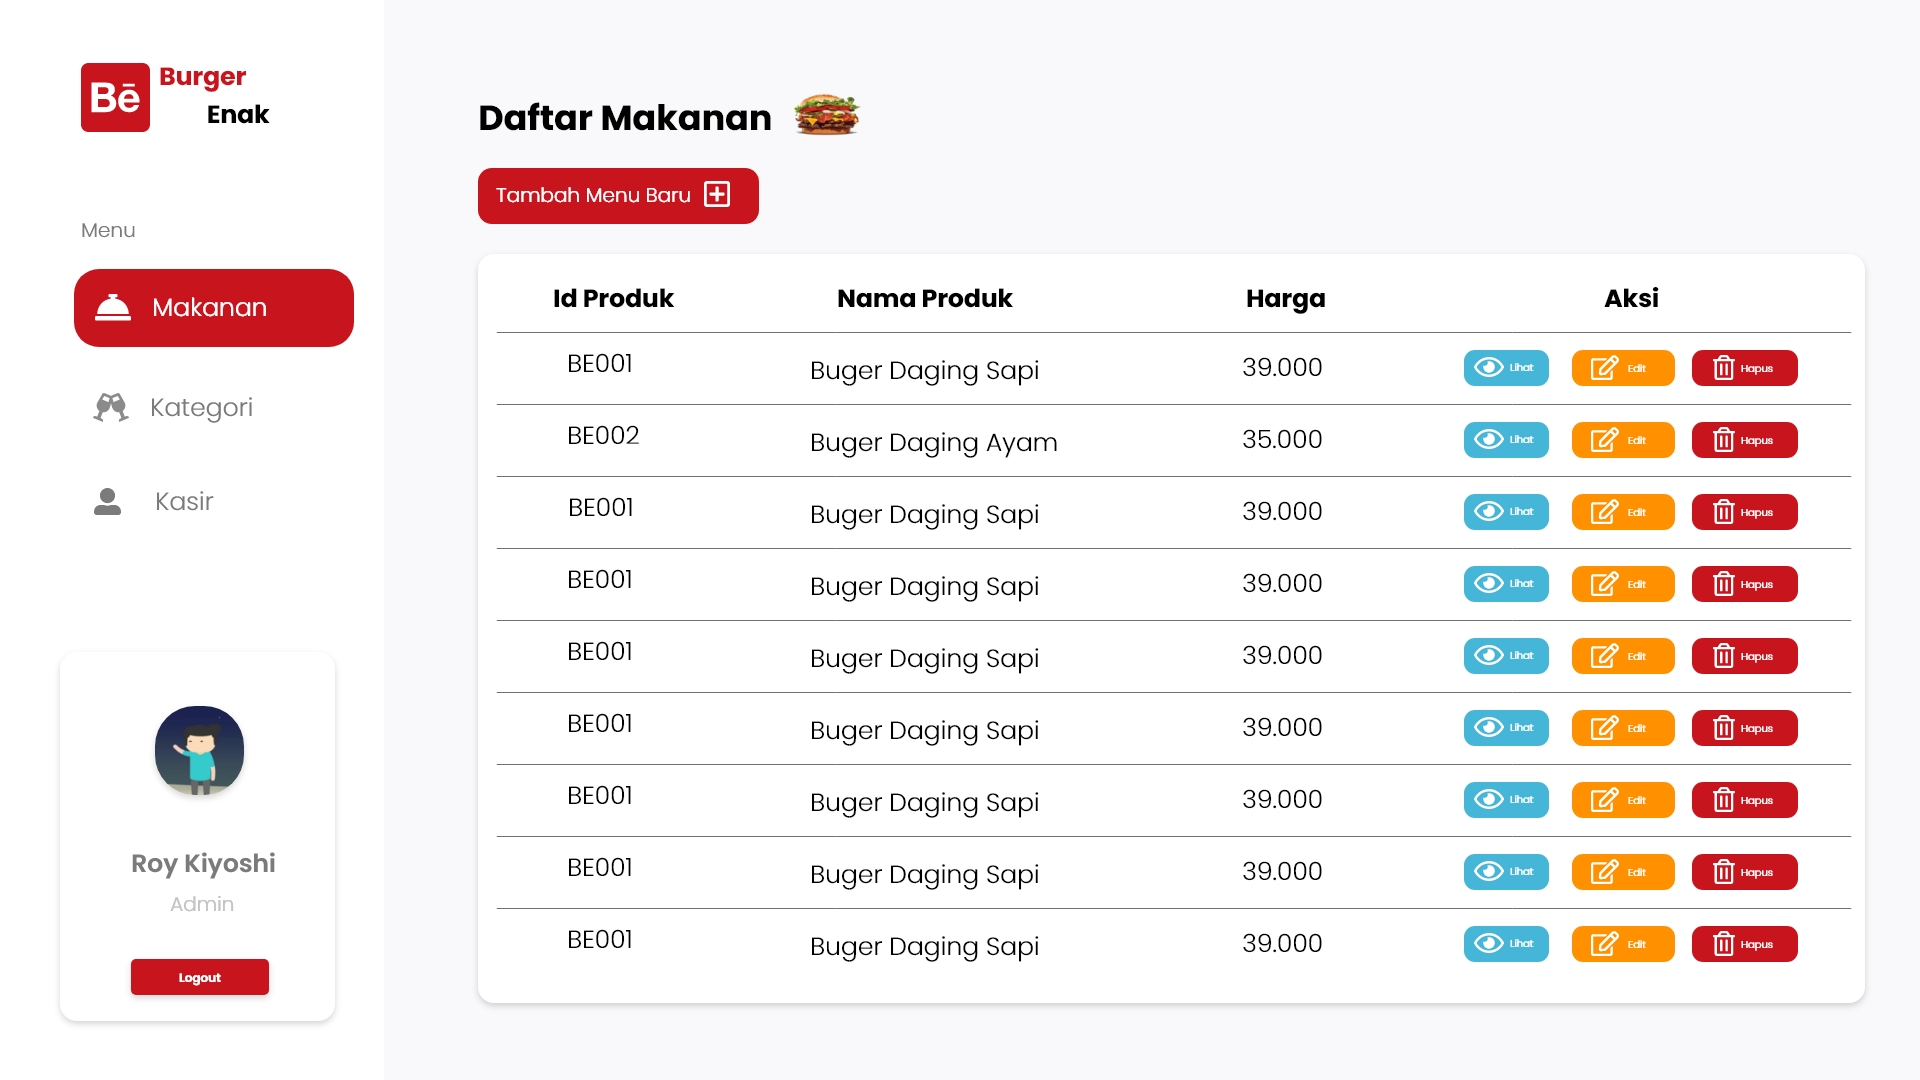 Bē Burger
Enak
Menu
Makanan
Kategori
Kasir
Roy Kiyoshi
Admin
Logout
Daftar Makanan
Tambah Menu Baru
Id Produk Nama Produk Harga Aksi
BE001 Buger Daging Sapi 39.000 Lihat Edit Hapus
BE002 Buger Daging Ayam 35.000 Lihat Edit Hapus
BE001 Buger Daging Sapi 39.000 Lihat Edit Hapus
BE001 Buger Daging Sapi 39.000 Lihat Edit Hapus
BE001 Buger Daging Sapi 39.000 Lihat Edit Hapus
BE001 Buger Daging Sapi 39.000 Lihat Edit Hapus
BE001 Buger Daging Sapi 39.000 Lihat Edit Hapus
BE001 Buger Daging Sapi 39.000 Lihat Edit Hapus
BE001 Buger Daging Sapi 39.000 Lihat Edit Hapus